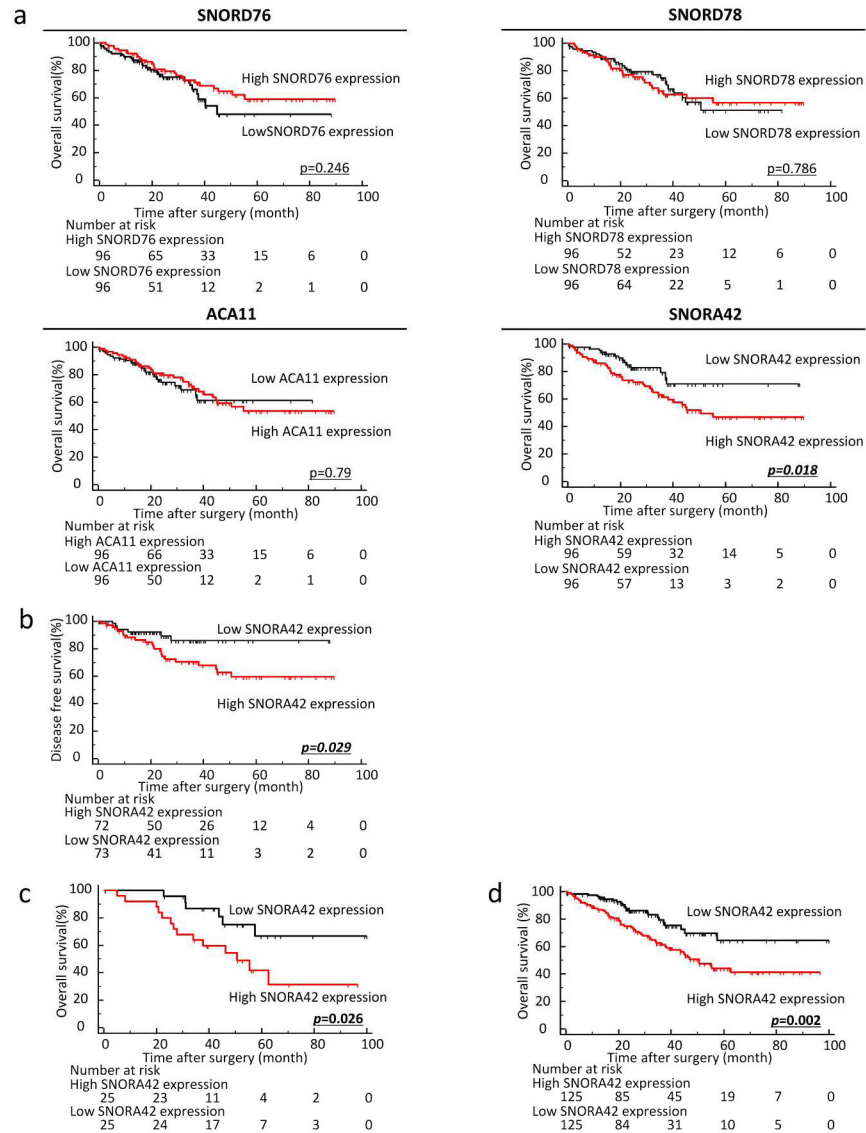 a
SNORD76
Overall survival(%)
100
80
60
40
20
0
High SNORD76 expression
LowSNORD76 expression
p=0.246
0 20 40 60 80 100
Time after surgery (month)
Number at risk
High SNORD76 expression
96 65 33 15 6 0
Low SNORD76 expression
96 51 12 2 1 0
SNORD78
Overall survival(%)
100
80
60
40
20
0
High SNORD78 expression
Low SNORD78 expression
p=0.786
0 20 40 60 80 100
Time after surgery (month)
Number at risk
High SNORD78 expression
96 52 23 12 6 0
Low SNORD78 expression
96 64 22 5 1 0
ACA11
Overall survival(%)
100
80
60
40
20
0
Low ACA11 expression
High ACA11 expression
p=0.79
0 20 40 60 80 100
Time after surgery (month)
Number at risk
High ACA11 expression
96 66 33 15 6 0
Low ACA11 expression
96 50 12 2 1 0
SNORA42
Overall survival(%)
100
80
60
40
20
0
Low SNORA42 expression
High SNORA42 expression
p=0.018
0 20 40 60 80 100
Time after surgery (month)
Number at risk
High SNORA42 expression
96 59 32 14 5 0
Low SNORA42 expression
96 57 13 3 2 0
b
Disease free survival(%)
100
80
60
40
20
0
Low SNORA42 expression
High SNORA42 expression
p=0.029
0 20 40 60 80 100
Time after surgery (month)
Number at risk
High SNORA42 expression
72 50 26 12 4 0
Low SNORA42 expression
73 41 11 3 2 0
c
Overall survival(%)
100
80
60
40
20
0
Low SNORA42 expression
High SNORA42 expression
p=0.026
0 20 40 60 80 100
Time after surgery (month)
Number at risk
High SNORA42 expression
25 23 11 4 2 0
Low SNORA42 expression
25 24 17 7 3 0
d
Overall survival (%)
100
80
60
40
20
0
Low SNORA42 expression
High SNORA42 expression
p=0.002
0 20 40 60 80 100
Time after surgery (month)
Number at risk
High SNORA42 expression
125 85 45 19 7 0
Low SNORA42 expression
125 84 31 10 5 0